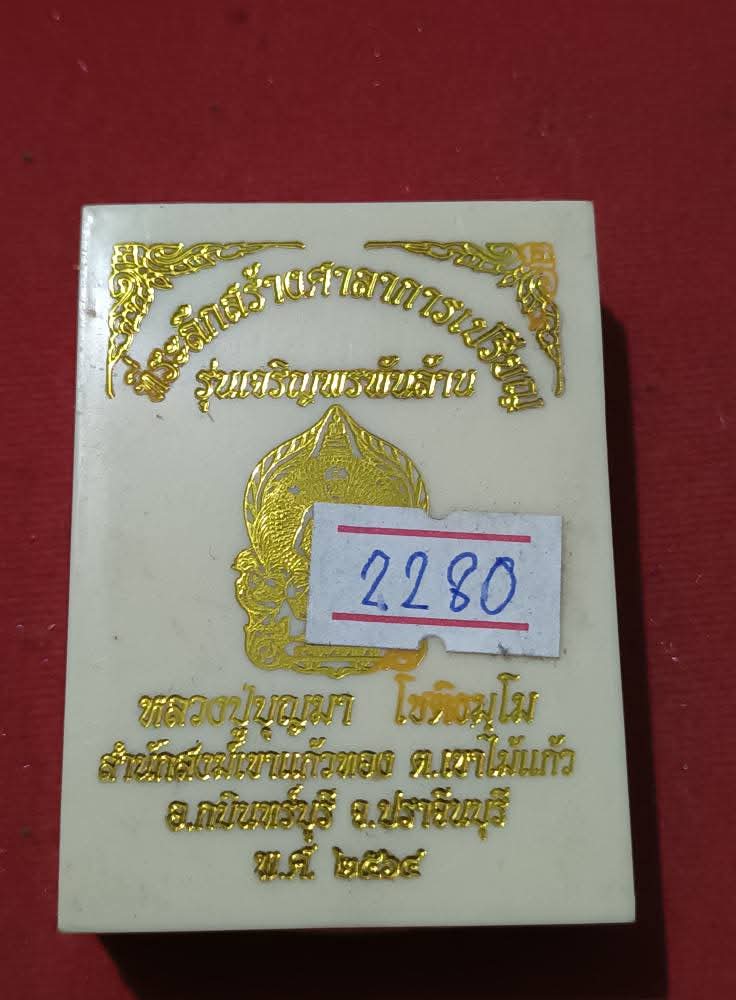 ที่ระลึกสร้างศาลาการเปรียญ
รุ่นเจริญพรพันล้าน
2280
หลวงปู่บุญมา โชติธมฺโม
สำนักสงฆ์เขาแก้วทอง ต.เขาไม้แก้ว
อ.กบินทร์บุรี จ.ปราจีนบุรี
พ.ศ. ๒๕๖๔